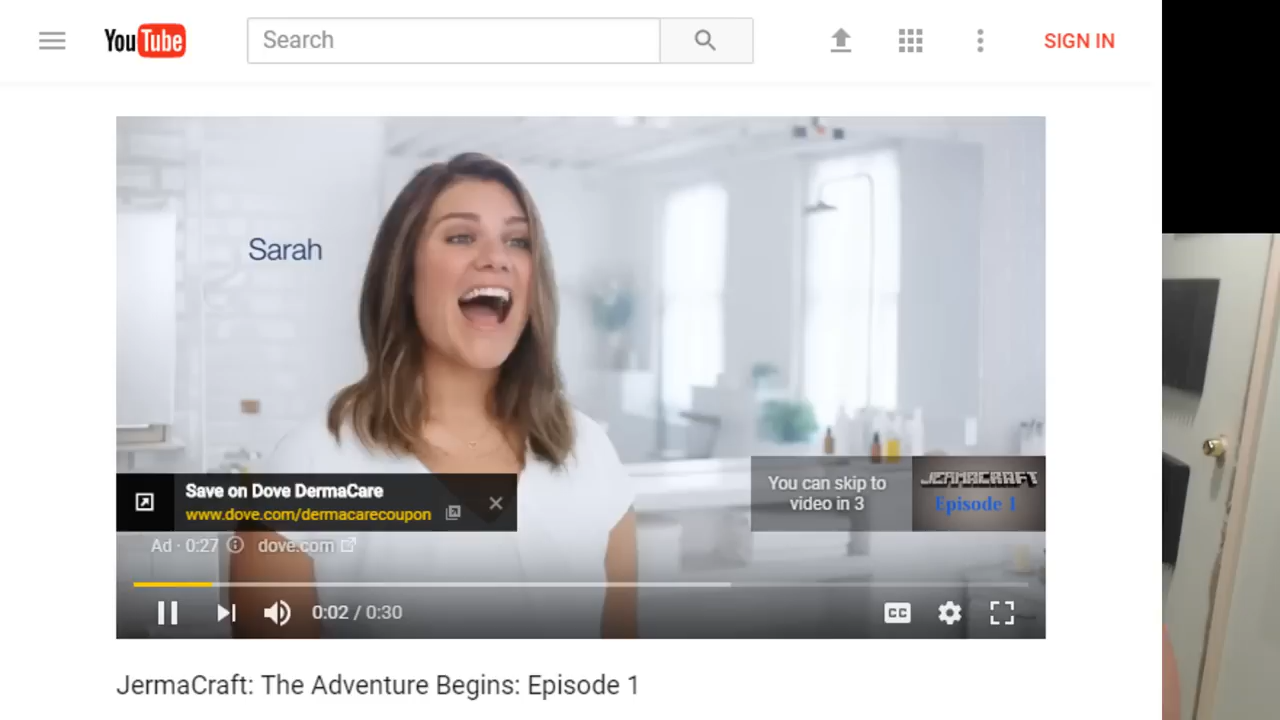 YouTube
Search
SIGN IN
Sarah
Save on Dove DermaCare
www.dove.com/dermacarecoupon
You can skip to
video in 3
JERMACRAFT
Episode 1
Ad · 0:27
dove.com
0:02 / 0:30
CC
JermaCraft: The Adventure Begins: Episode 1